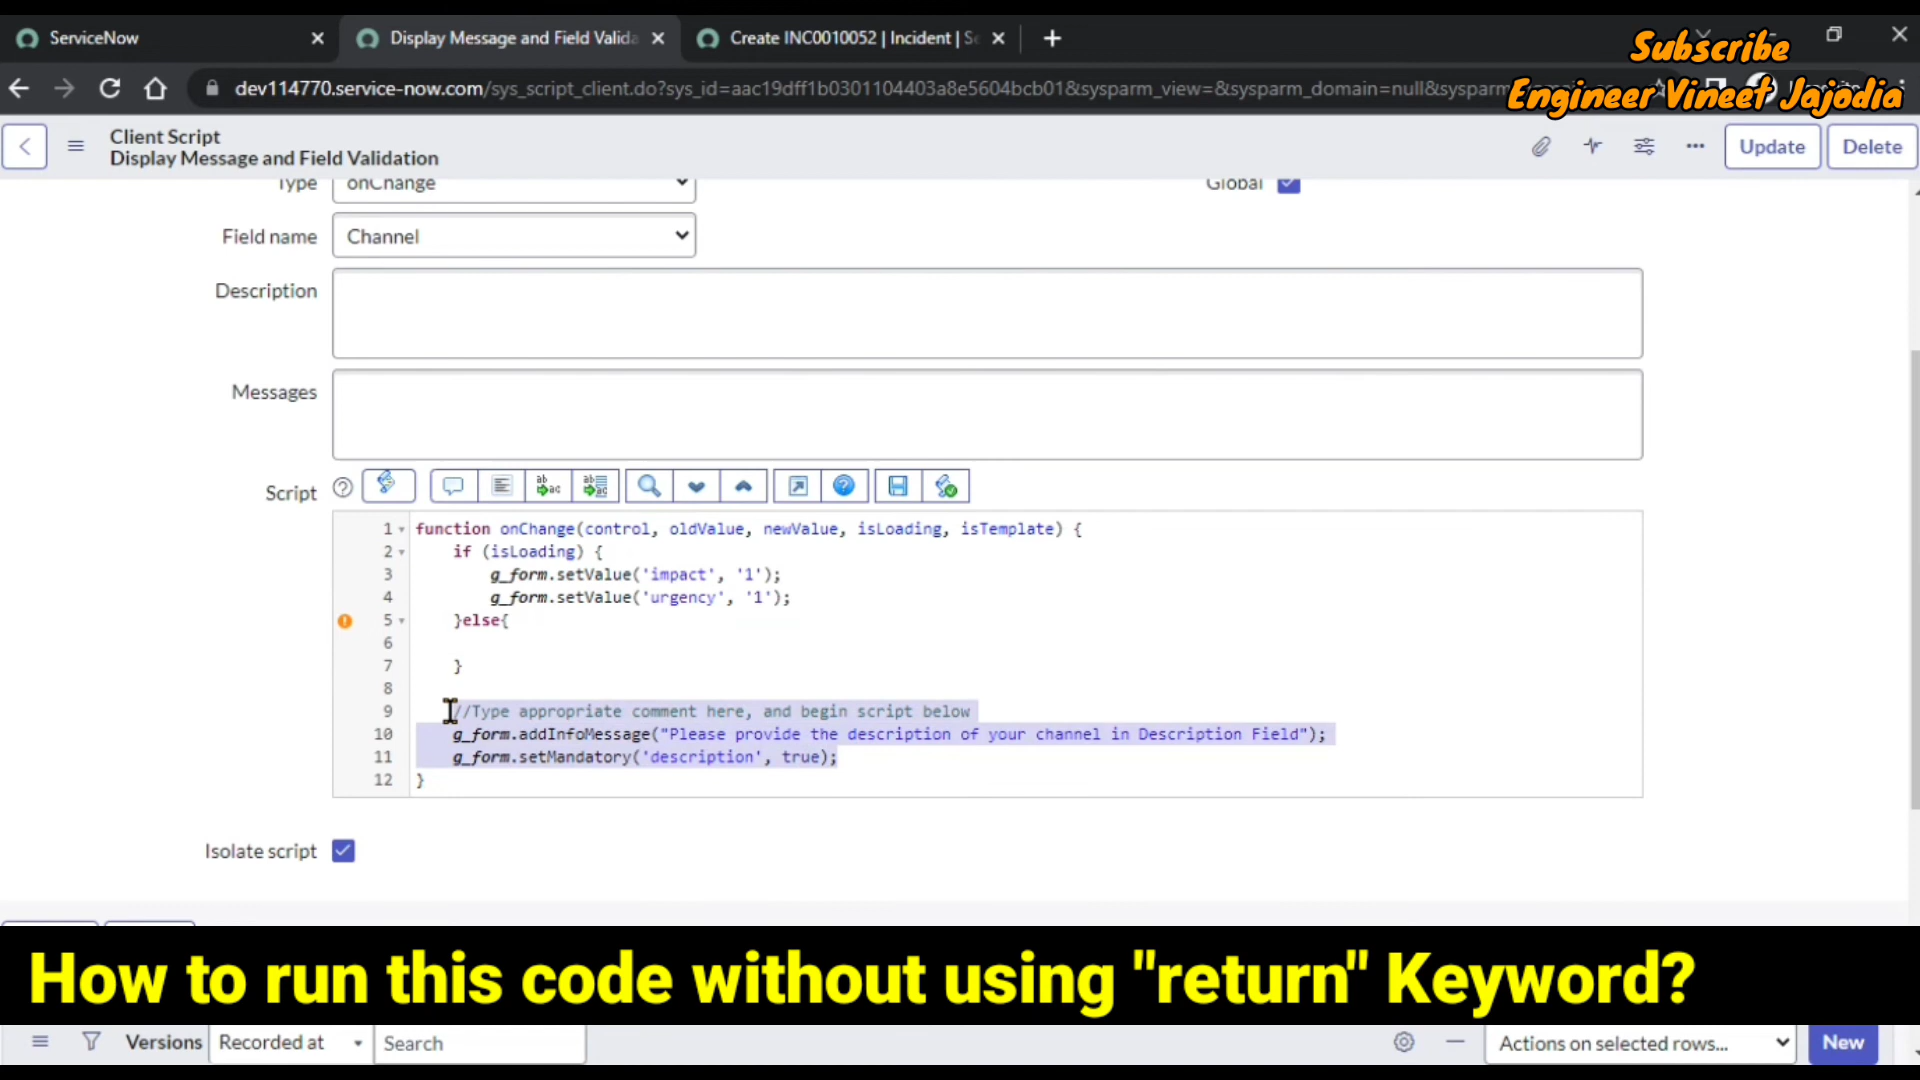 ServiceNow
Display Message and Field Valida
Create INC0010052 | Incident | Se
Subscribe
dev114770.service-now.com/sys_script_client.do?sys_id=aac19dff1b0301104403a8e5604bcb01&sysparm_view=&sysparm_domain=null&sysparm
Engineer Vineet Jajodia
Client Script
Display Message and Field Validation
Update
Delete
Type
onChange
Global
Field name
Channel
Description
Messages
Script
1 function onChange(control, oldValue, newValue, isLoading, isTemplate) {
2 if (isLoading) {
3 g_form.setValue('impact', '1');
4 g_form.setValue('urgency', '1');
5 }else{
6
7 }
8
9 //Type appropriate comment here, and begin script below
10 g_form.addInfoMessage("Please provide the description of your channel in Description Field");
11 g_form.setMandatory('description', true);
12 }
Isolate script
How to run this code without using "return" Keyword?
Versions
Recorded at
Search
Actions on selected rows...
New